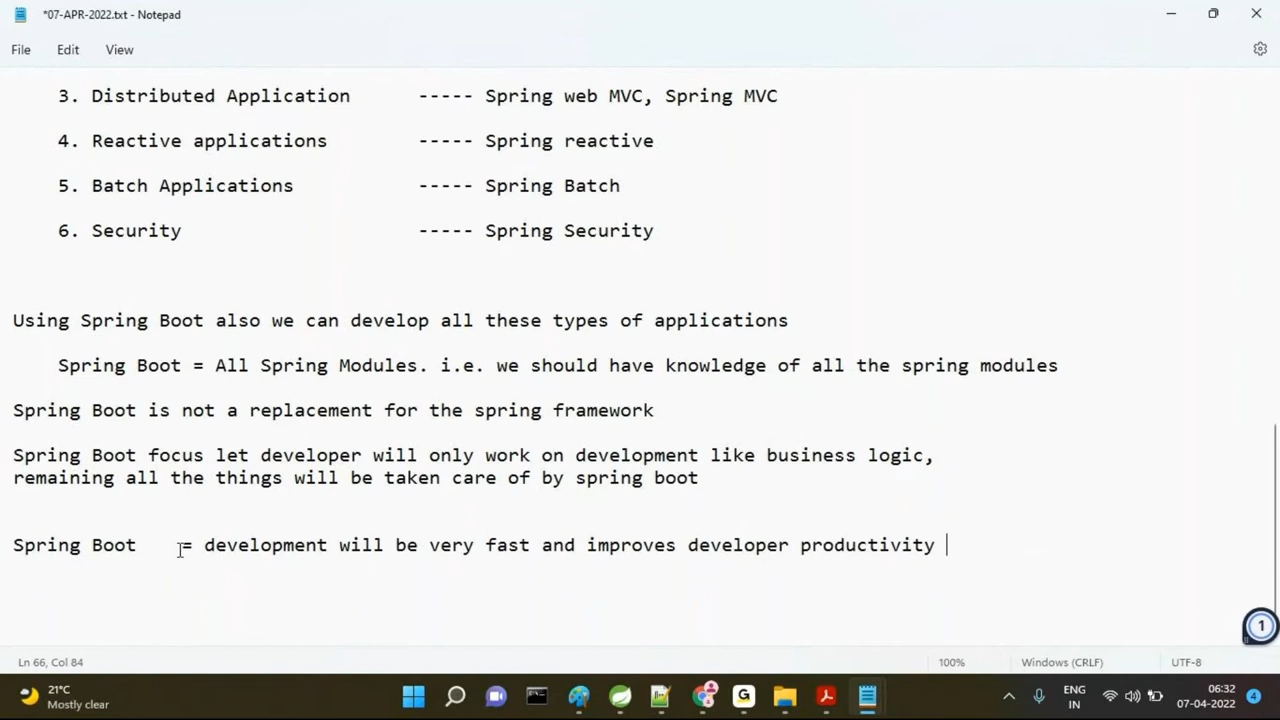 *07-APR-2022.txt - Notepad
File Edit View
3. Distributed Application ----- Spring web MVC, Spring MVC
4. Reactive applications ----- Spring reactive
5. Batch Applications ----- Spring Batch
6. Security ----- Spring Security
Using Spring Boot also we can develop all these types of applications
Spring Boot = All Spring Modules. i.e. we should have knowledge of all the spring modules
Spring Boot is not a replacement for the spring framework
Spring Boot focus let developer will only work on development like business logic,
remaining all the things will be taken care of by spring boot
Spring Boot = development will be very fast and improves developer productivity
1
Ln 66, Col 84 100% Windows (CRLF) UTF-8
21°C
Mostly clear
G
ENG
IN
06:32
07-04-2022
4